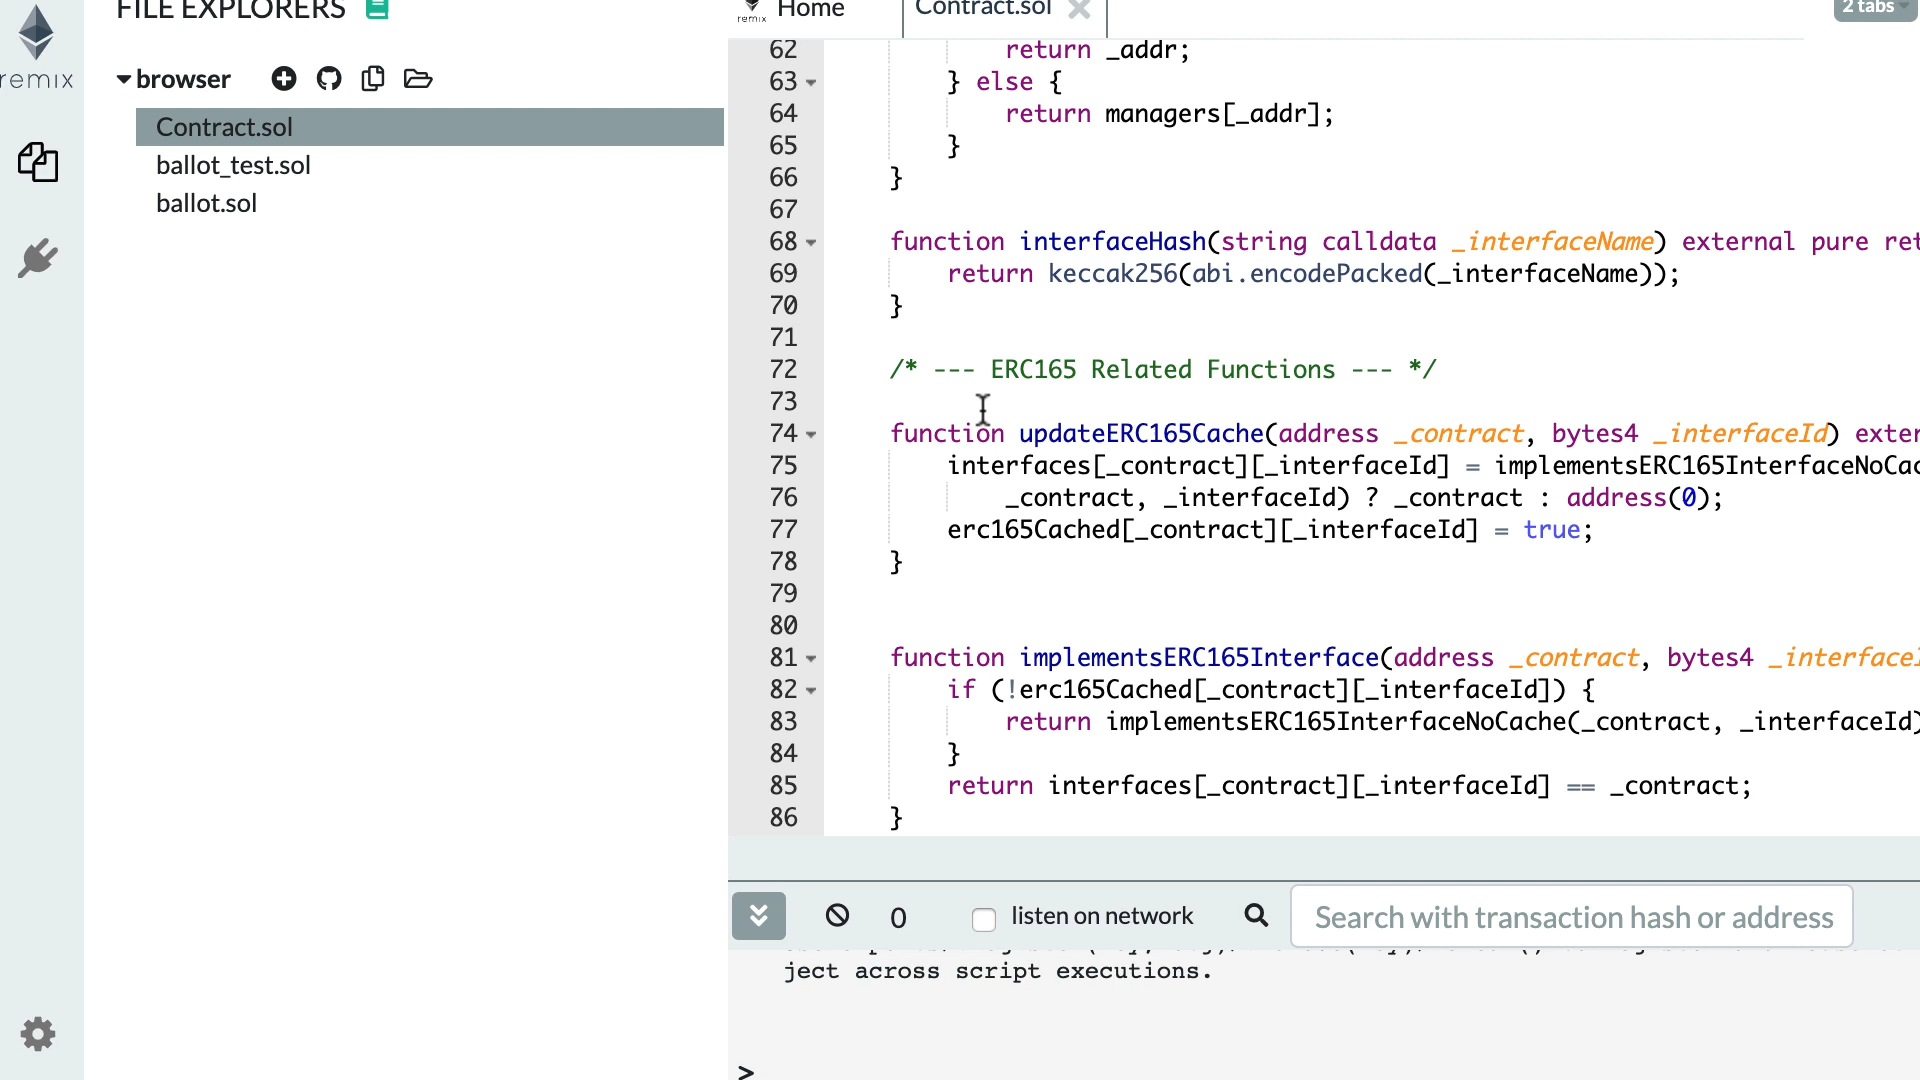 FILE EXPLORERS
remix
browser
Contract.sol
ballot_test.sol
ballot.sol
remix
Home
Contract.sol
2 tabs
62 return _addr;
63 } else {
64 return managers[_addr];
65 }
66 }
67
68 function interfaceHash(string calldata _interfaceName) external pure ret
69 return keccak256(abi.encodePacked(_interfaceName));
70 }
71
72 /* --- ERC165 Related Functions --- */
73
74 function updateERC165Cache(address _contract, bytes4 _interfaceId) exter
75 interfaces[_contract][_interfaceId] = implementsERC165InterfaceNoCac
76 _contract, _interfaceId) ? _contract : address(0);
77 erc165Cached[_contract][_interfaceId] = true;
78 }
79
80
81 function implementsERC165Interface(address _contract, bytes4 _interfaceI
82 if (!erc165Cached[_contract][_interfaceId]) {
83 return implementsERC165InterfaceNoCache(_contract, _interfaceId)
84 }
85 return interfaces[_contract][_interfaceId] == _contract;
86 }
0
listen on network
Search with transaction hash or address
ject across script executions.
>